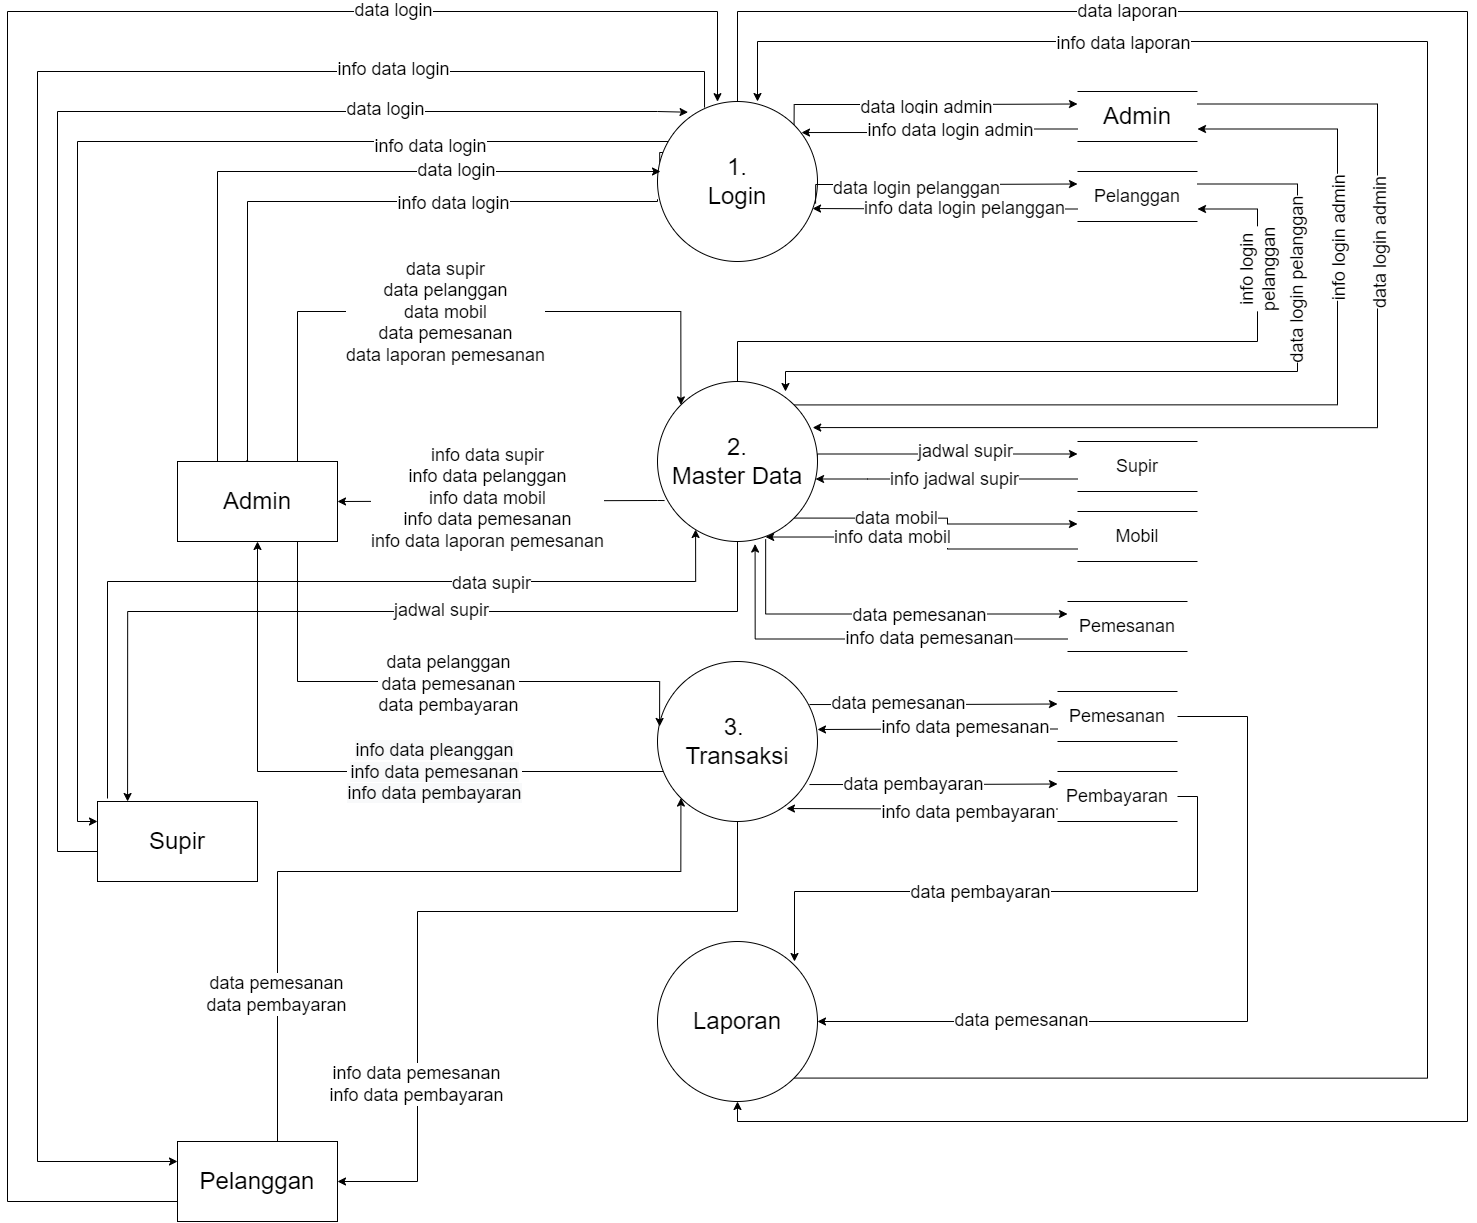 data login
data laporan
info data laporan
info data login
data login
data login admin
Admin
info data login admin
info data login
data login
1.
Login
data login pelanggan
Pelanggan
info data login
info data login pelanggan
info login
pelanggan
data login pelanggan
info login admin
data login admin
data supir
data pelanggan
data mobil
data pemesanan
data laporan pemesanan
2.
Master Data
jadwal supir
Supir
info jadwal supir
info data supir
info data pelanggan
info data mobil
info data pemesanan
info data laporan pemesanan
Admin
data mobil
Mobil
info data mobil
data supir
jadwal supir
data pemesanan
Pemesanan
info data pemesanan
data pelanggan
data pemesanan
data pembayaran
3.
Transaksi
data pemesanan
Pemesanan
info data pemesanan
info data pleanggan
info data pemesanan
info data pembayaran
data pembayaran
Pembayaran
info data pembayaran
Supir
data pembayaran
data pemesanan
data pembayaran
Laporan
data pemesanan
info data pemesanan
info data pembayaran
Pelanggan